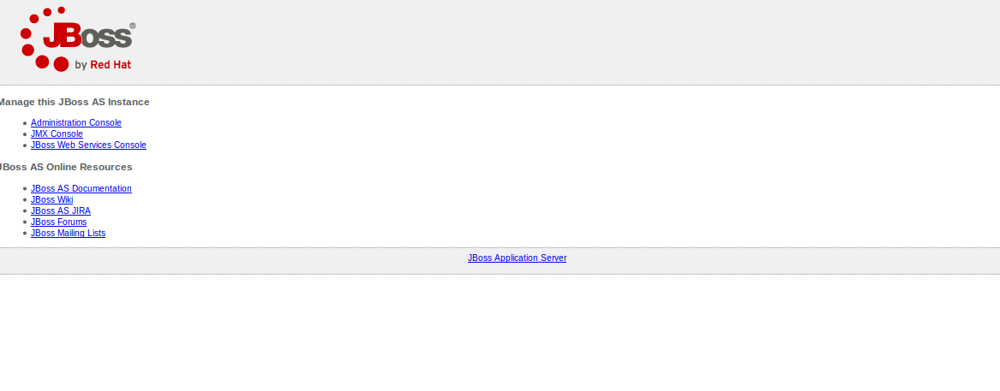 JBoss®
by Red Hat
Manage this JBoss AS Instance
Administration Console
JMX Console
JBoss Web Services Console
JBoss AS Online Resources
JBoss AS Documentation
JBoss Wiki
JBoss AS JIRA
JBoss Forums
JBoss Mailing Lists
JBoss Application Server